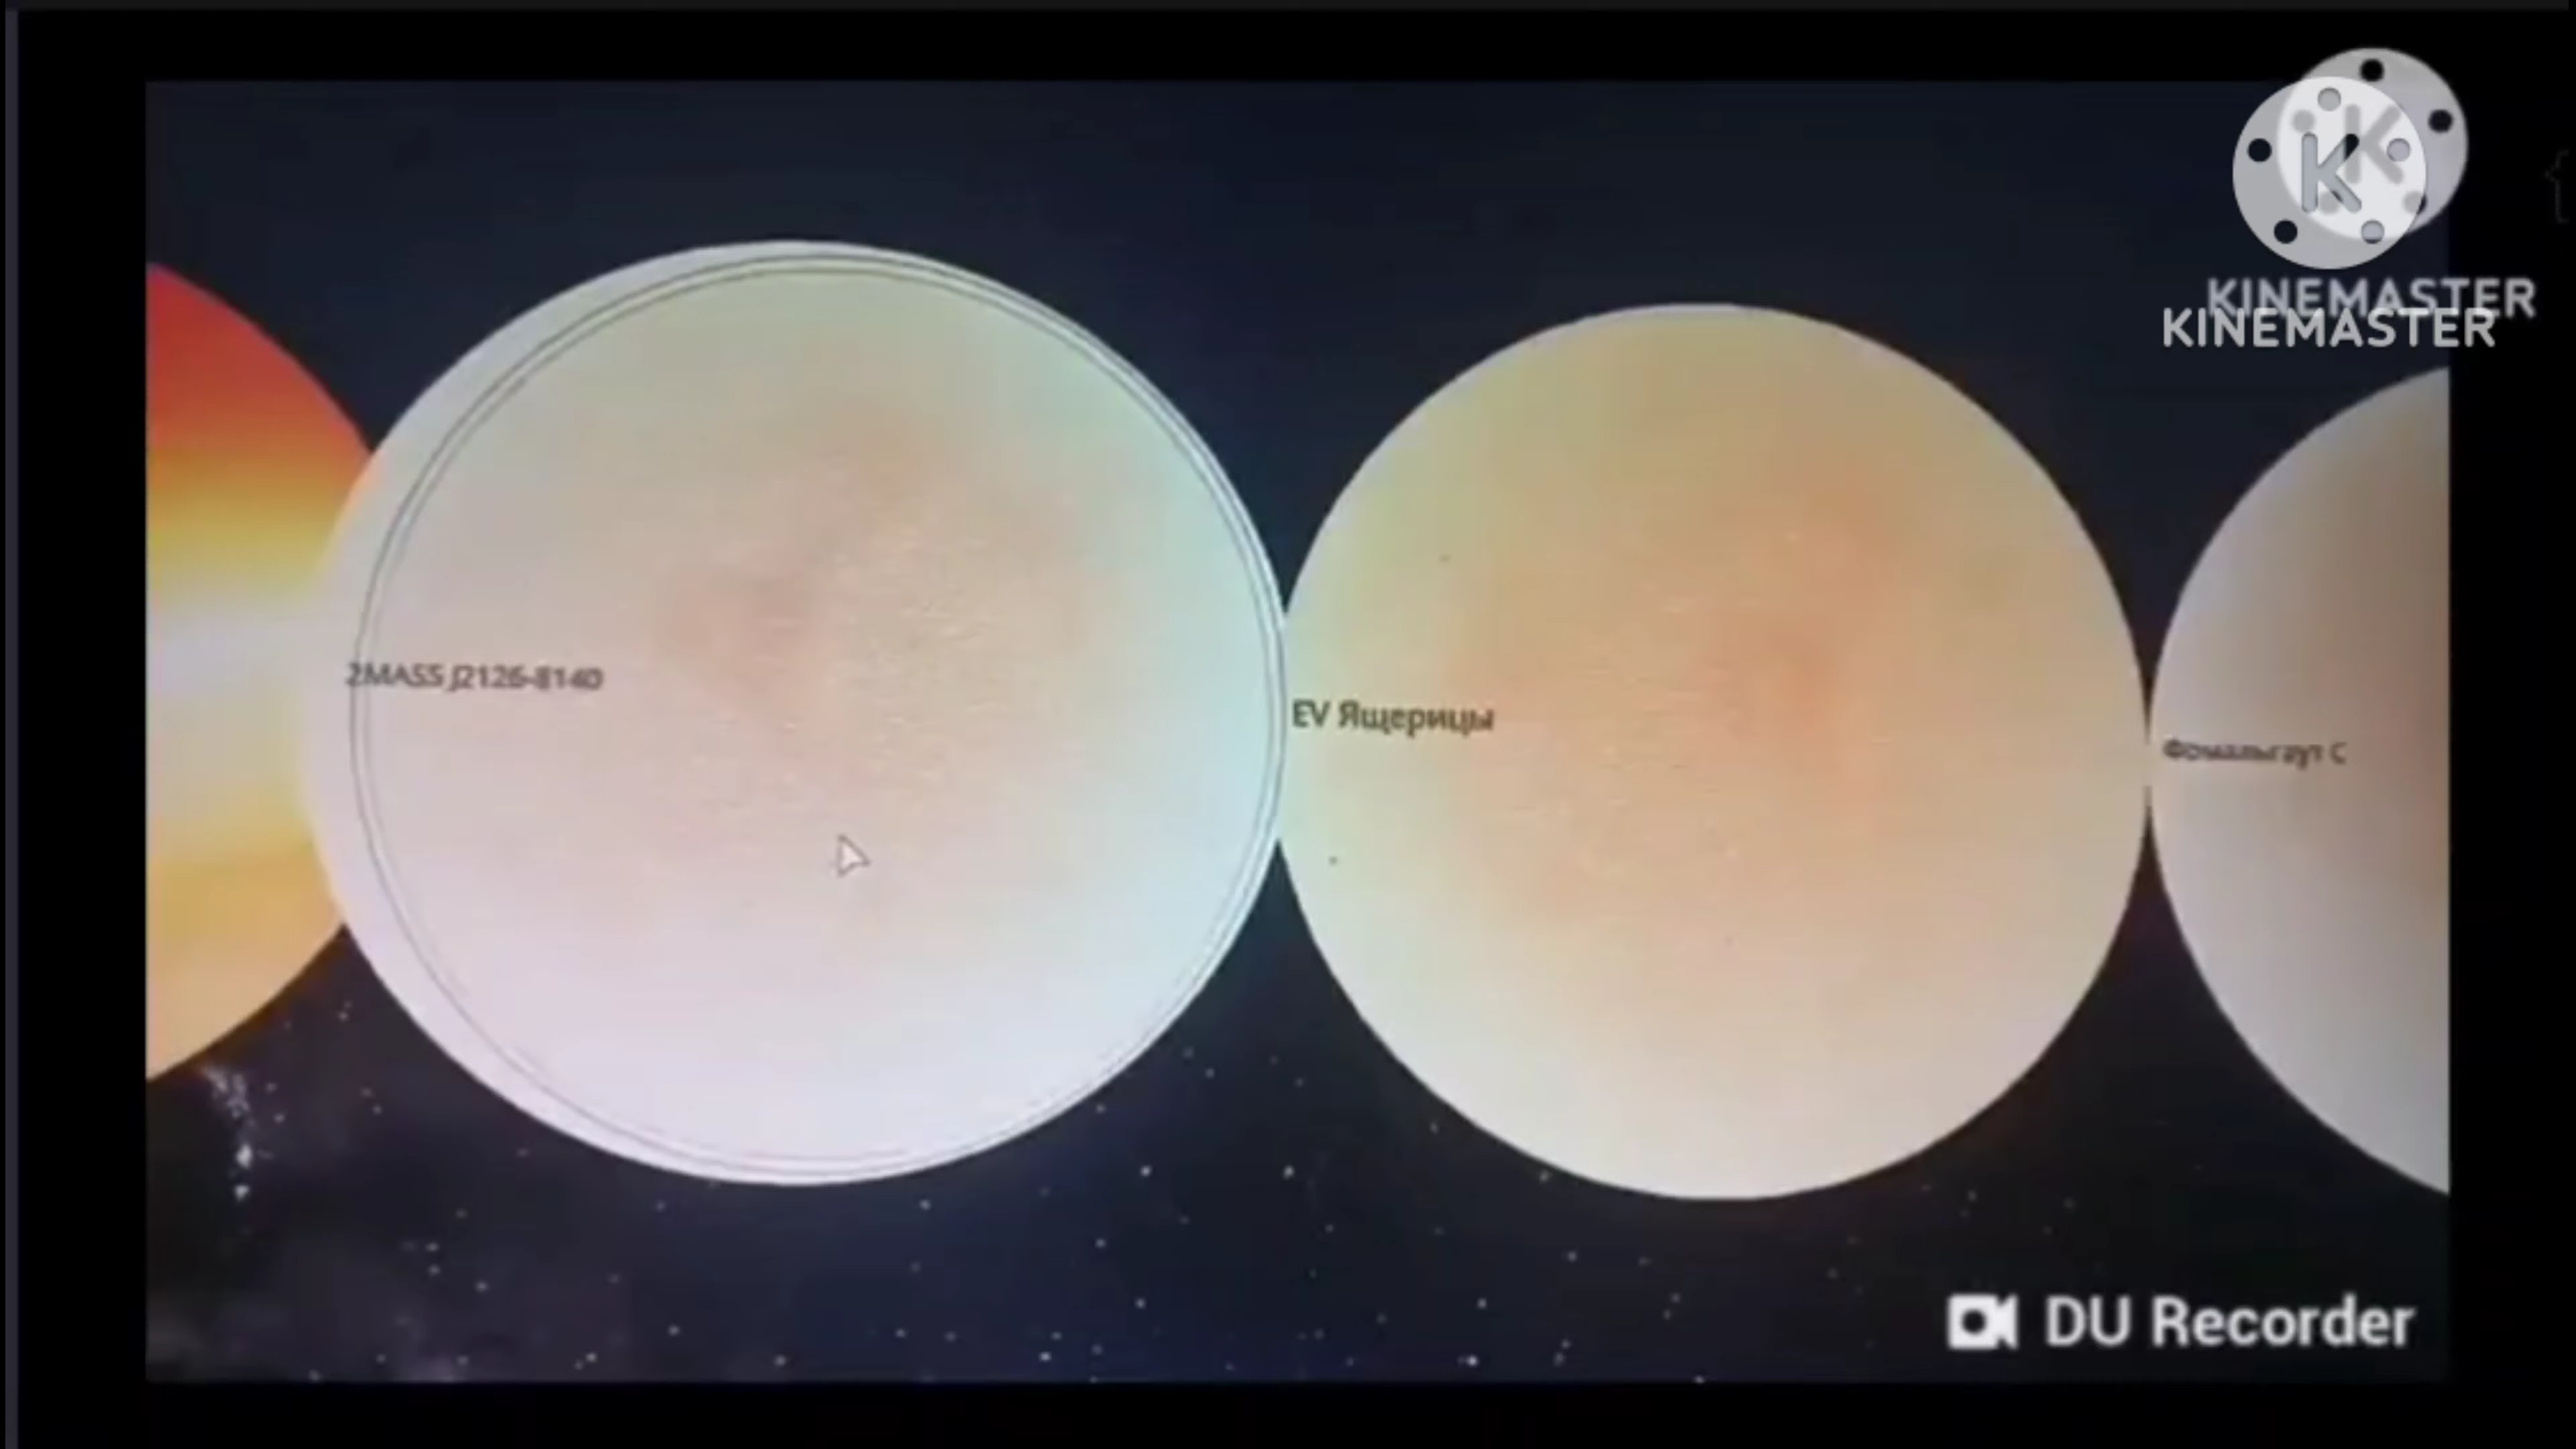 K
K
KINEMASTER
KINEMASTER
2MASS J2126-8140
EV Ящерицы
Фомальгаут C
DU Recorder